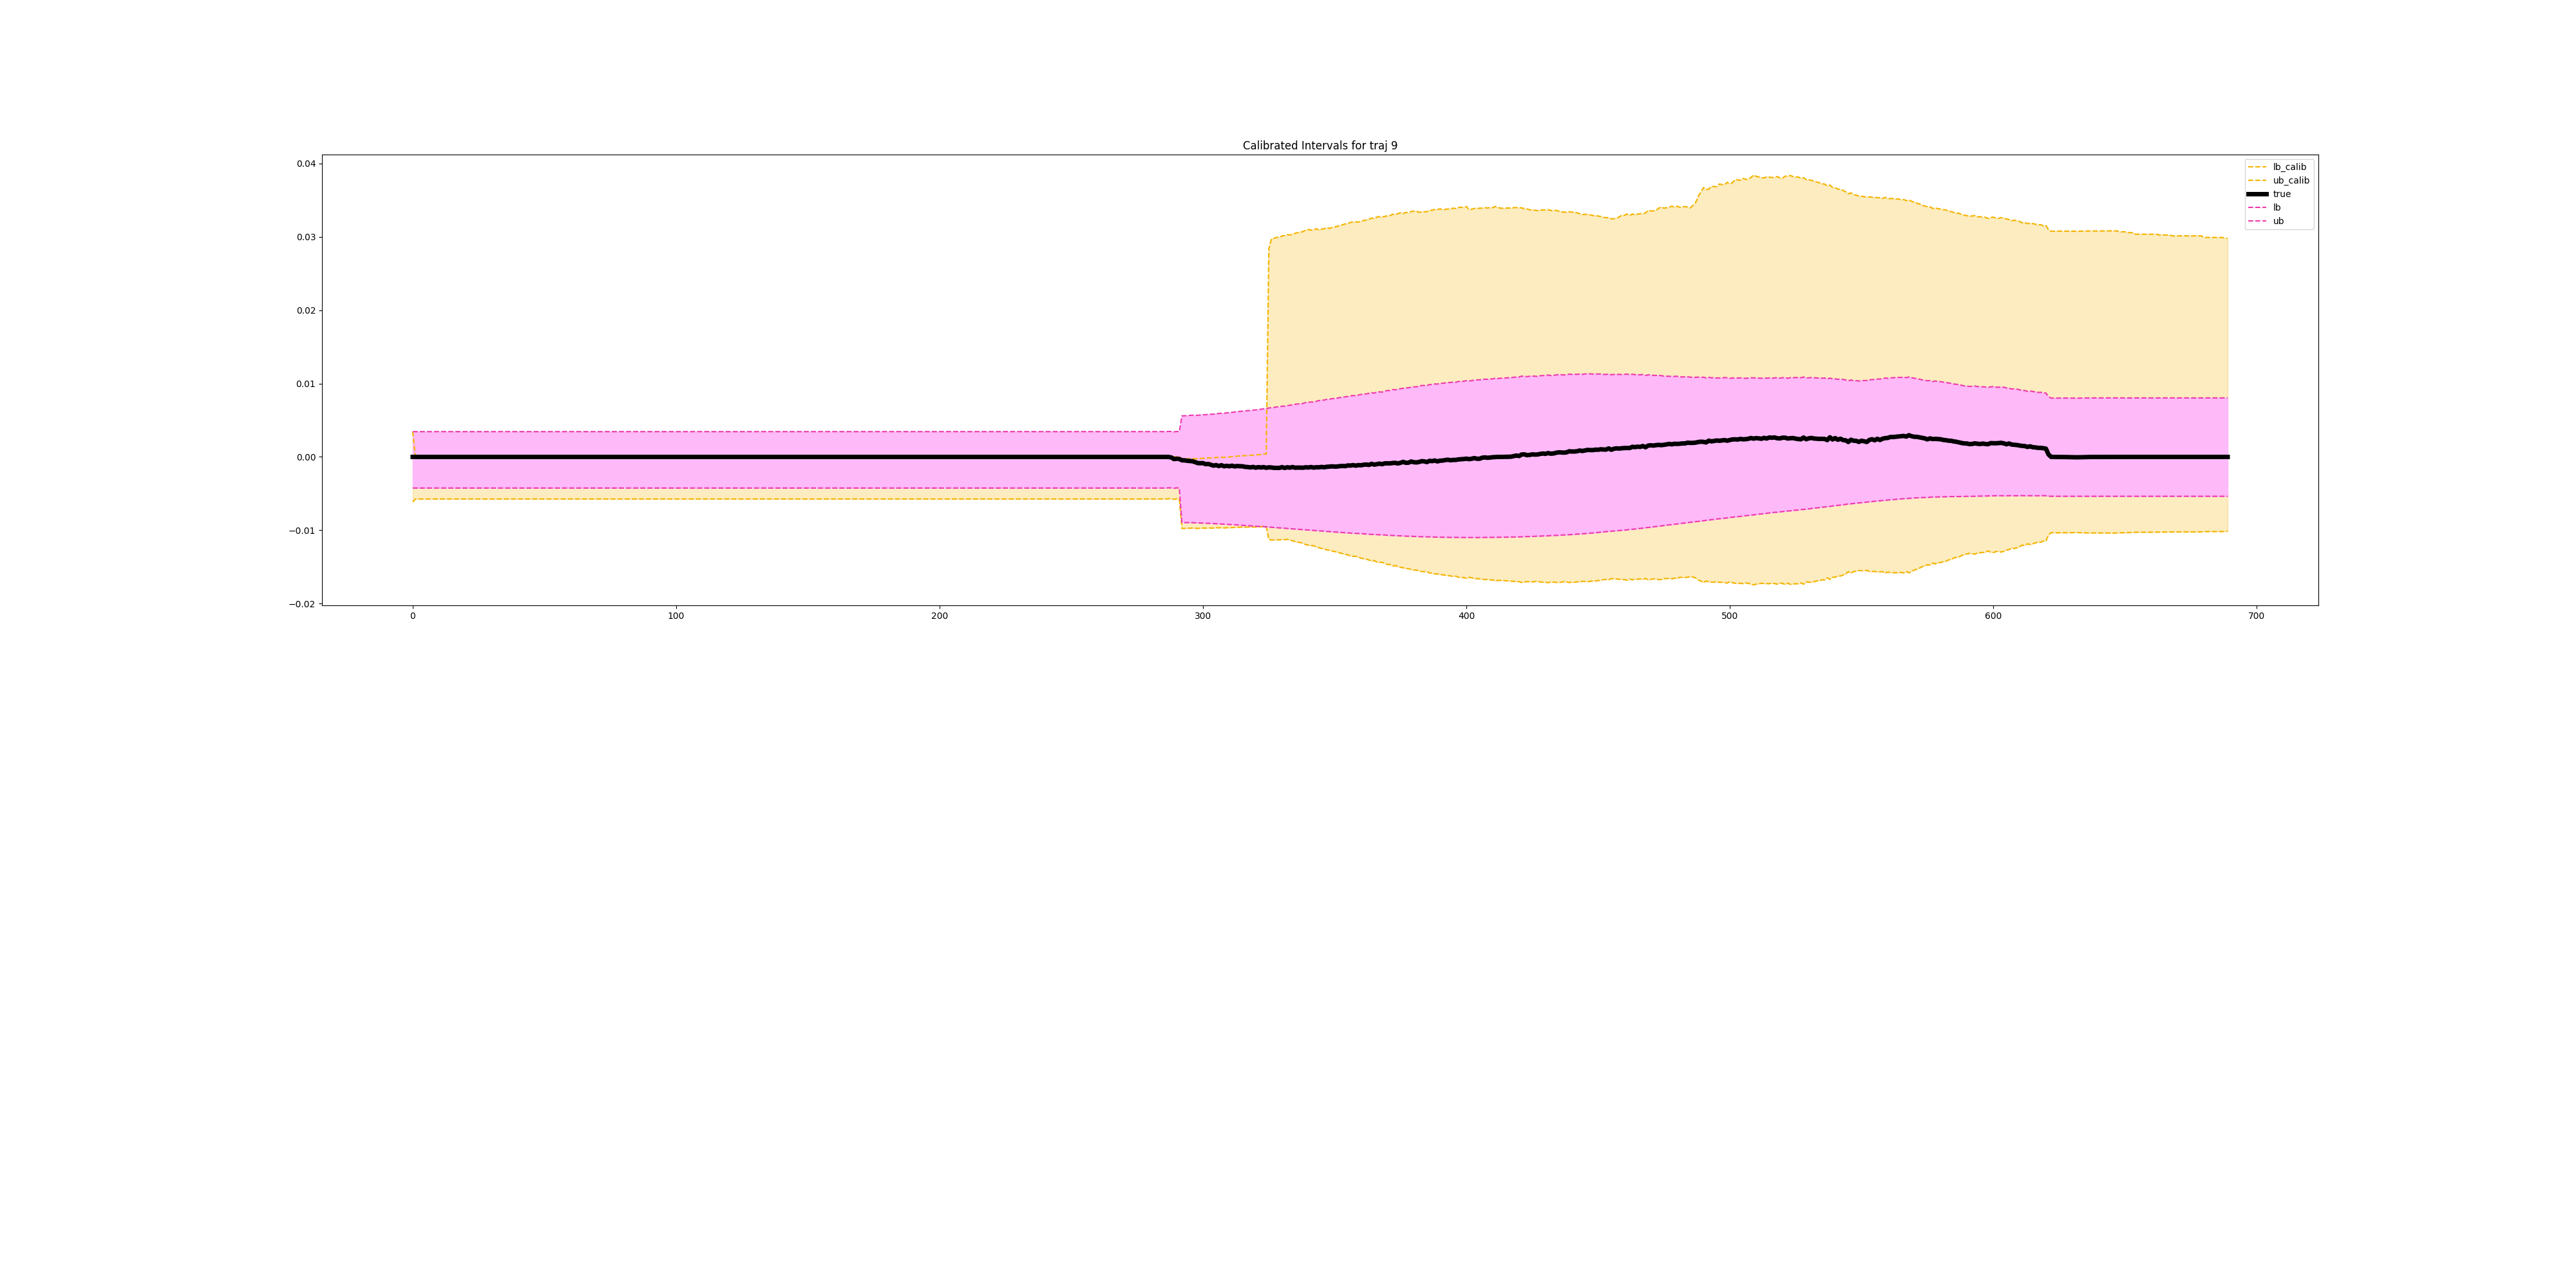 Calibrated Intervals for traj 9
0.04
0.03
0.02
0.01
0.00
−0.01
−0.02
0 100 200 300 400 500 600 700
lb_calib
ub_calib
true
lb
ub